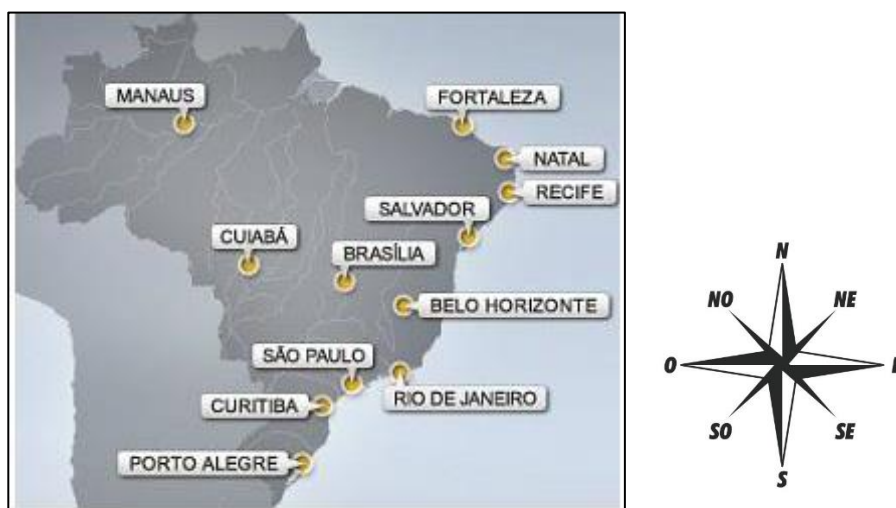 MANAUS
FORTALEZA
NATAL
RECIFE
SALVADOR
CUIABÁ
BRASÍLIA
BELO HORIZONTE
SÃO PAULO
RIO DE JANEIRO
CURITIBA
PORTO ALEGRE
N
NO
NE
O
SO
SE
S